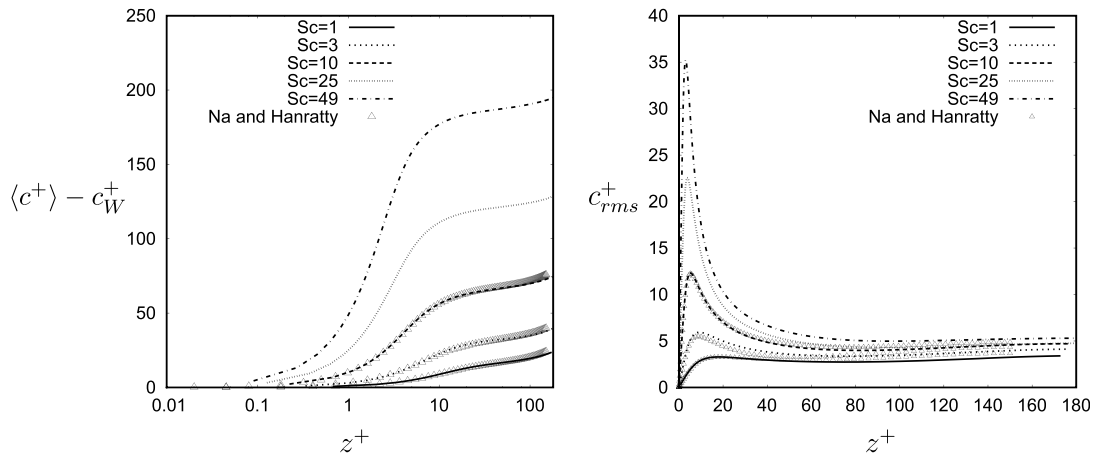 250
200
150
100
50
0
⟨c⁺⟩ − c⁺_W
Sc=1
Sc=3
Sc=10
Sc=25
Sc=49
Na and Hanratty
0.01 0.1 1 10 100
z⁺
40
35
30
25
20
15
10
5
0
c⁺_rms
Sc=1
Sc=3
Sc=10
Sc=25
Sc=49
Na and Hanratty
0 20 40 60 80 100 120 140 160 180
z⁺